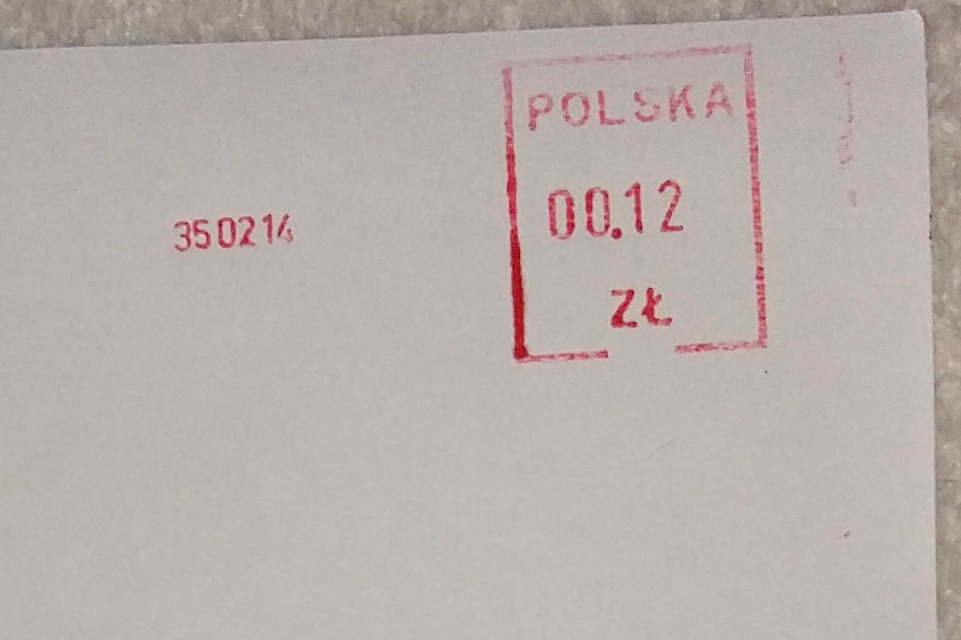 POLSKA
350214
00.12
ZŁ